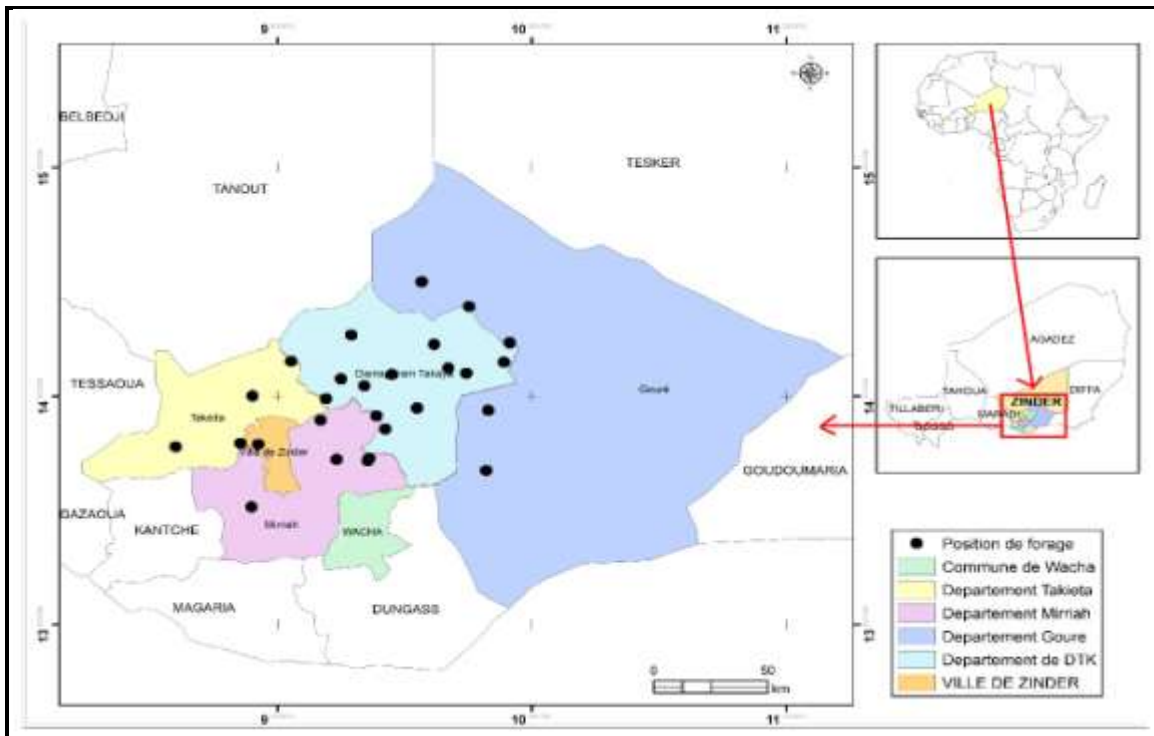 9
10
11
BELBEDJI
TESKER
15
15
TANOUT
AGADEZ
TESSAOUA
14
14
TAHOUA
DIFFA
Goure
ZINDER
Takieta
TILLABERI
MARADI
Ville de Zinder
GOUDOUMARIA
GAZAOUA
KANTCHE
Mirriah
WACHA
MAGARIA
DUNGASS
13
13
0
50
km
9
10
11
Position de forage
Commune de Wacha
Departement Takieta
Departement Mirriah
Departement Goure
Departement de DTK
VILLE DE ZINDER